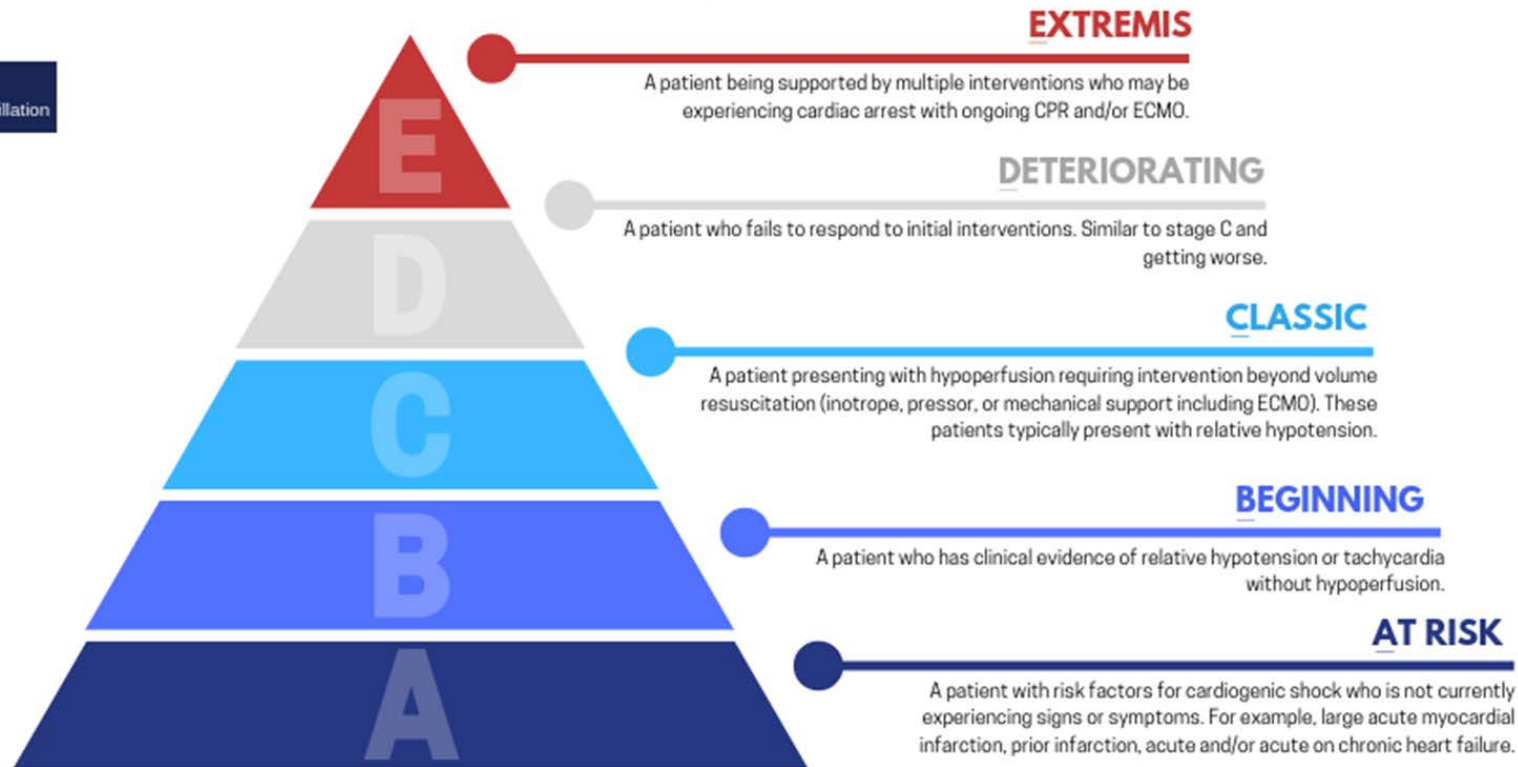 EXTREMIS
A patient being supported by multiple interventions who may be
experiencing cardiac arrest with ongoing CPR and/or ECMO.
illation
E
DETERIORATING
A patient who fails to respond to initial interventions. Similar to stage C and
getting worse.
D
CLASSIC
A patient presenting with hypoperfusion requiring intervention beyond volume
resuscitation (inotrope, pressor, or mechanical support including ECMO). These
patients typically present with relative hypotension.
C
BEGINNING
A patient who has clinical evidence of relative hypotension or tachycardia
without hypoperfusion.
B
AT RISK
A patient with risk factors for cardiogenic shock who is not currently
experiencing signs or symptoms. For example, large acute myocardial
infarction, prior infarction, acute and/or acute on chronic heart failure.
A